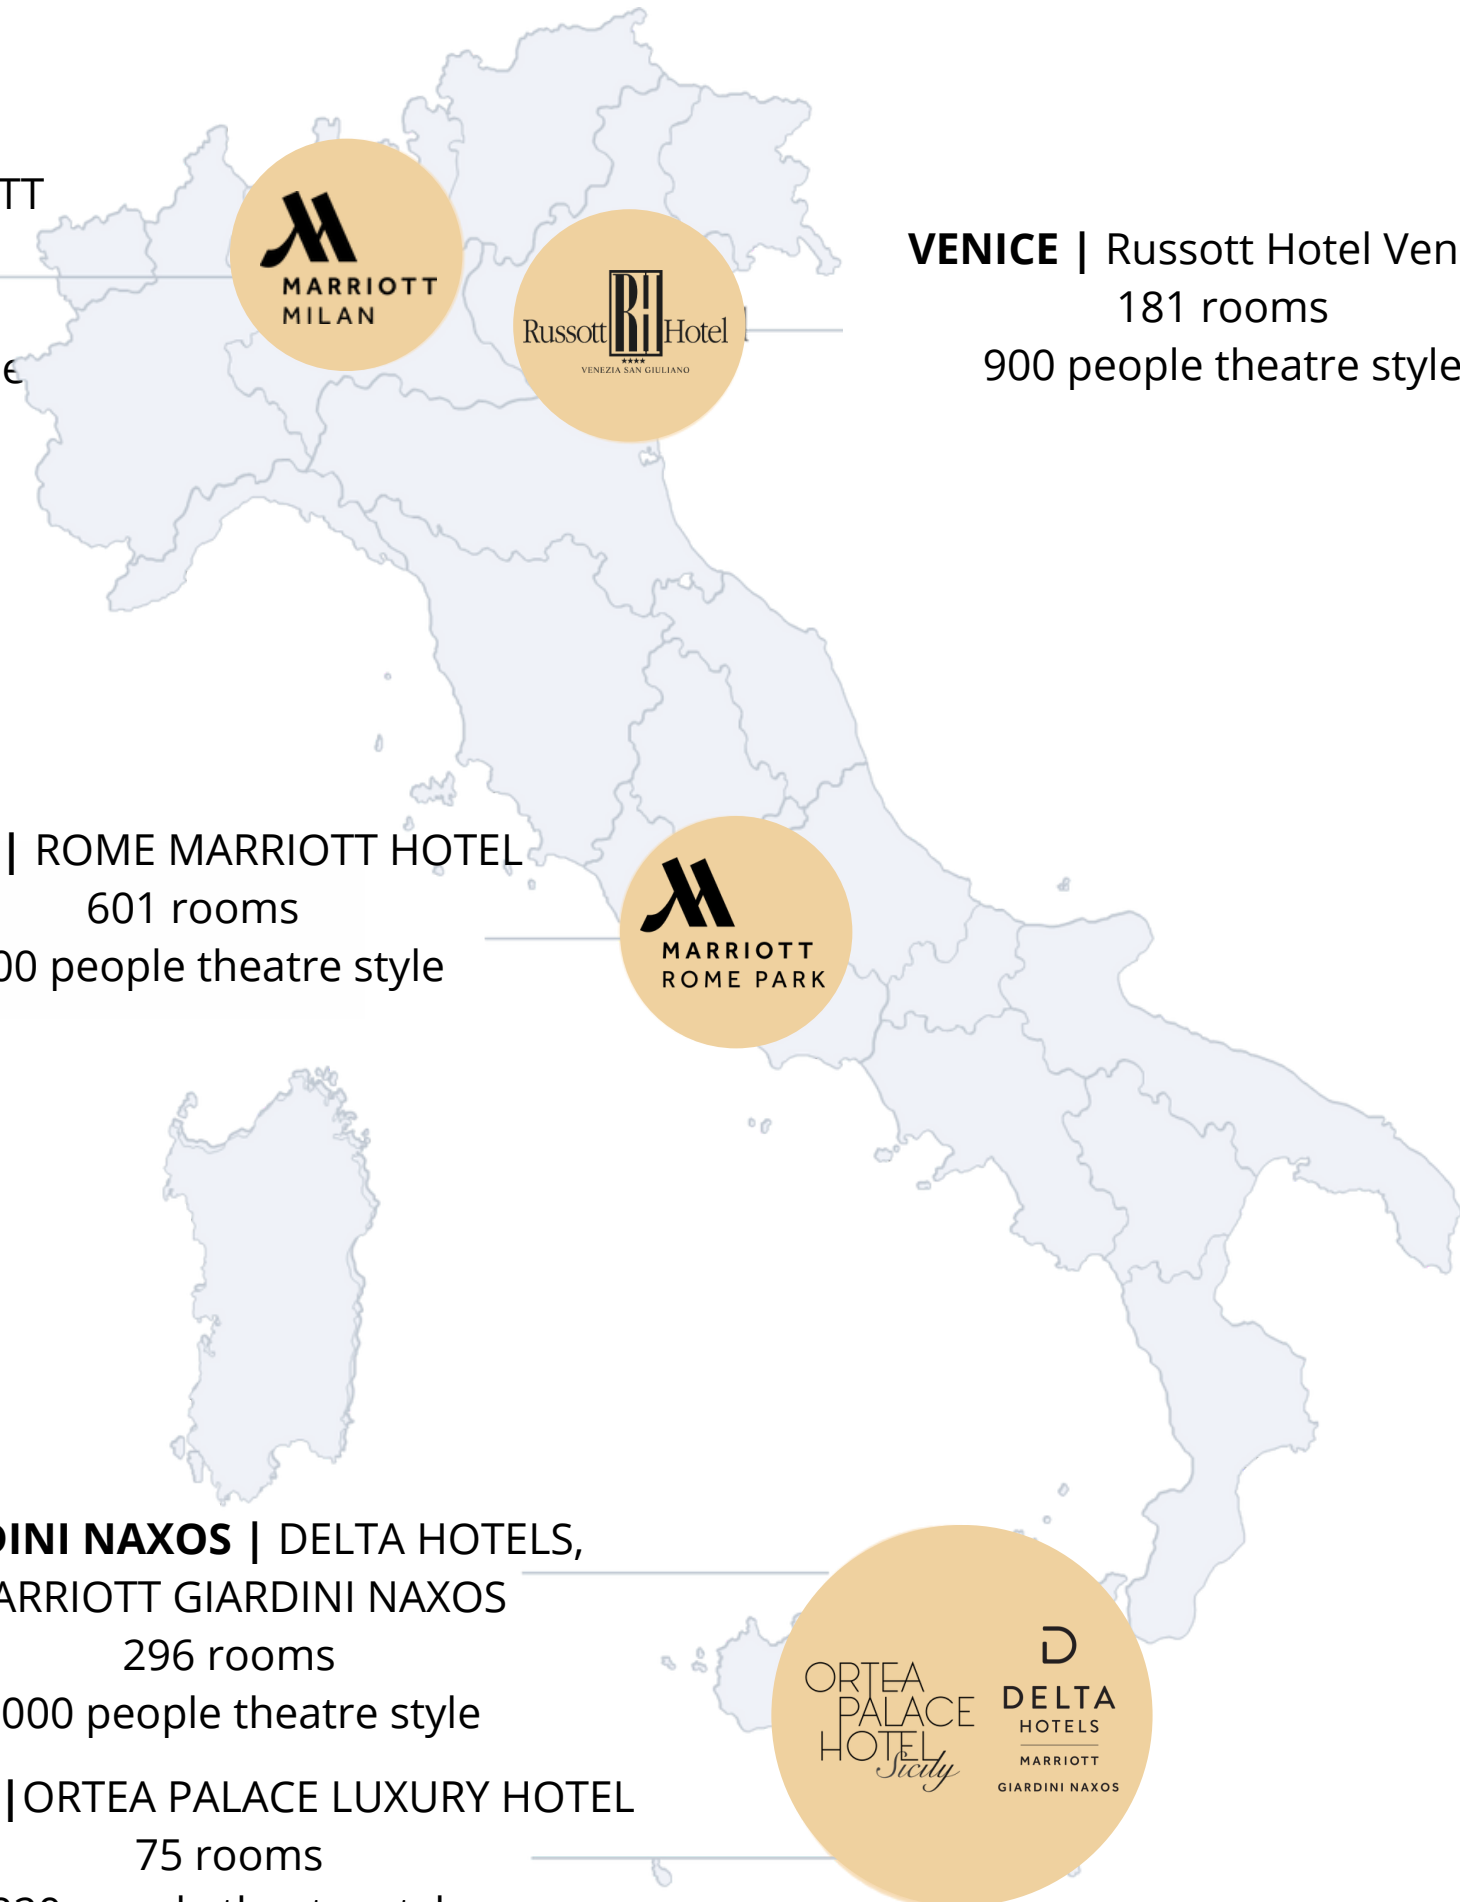 TT
e
MARRIOTT
MILAN
Russott RH Hotel
VENEZIA SAN GIULIANO
VENICE | Russott Hotel Ven
181 rooms
900 people theatre style
| ROME MARRIOTT HOTEL
601 rooms
00 people theatre style
MARRIOTT
ROME PARK
DINI NAXOS | DELTA HOTELS,
ARRIOTT GIARDINI NAXOS
296 rooms
000 people theatre style
|ORTEA PALACE LUXURY HOTEL
75 rooms
ORTEA
PALACE
HOTEL
Sicily
D
DELTA
HOTELS
MARRIOTT
GIARDINI NAXOS